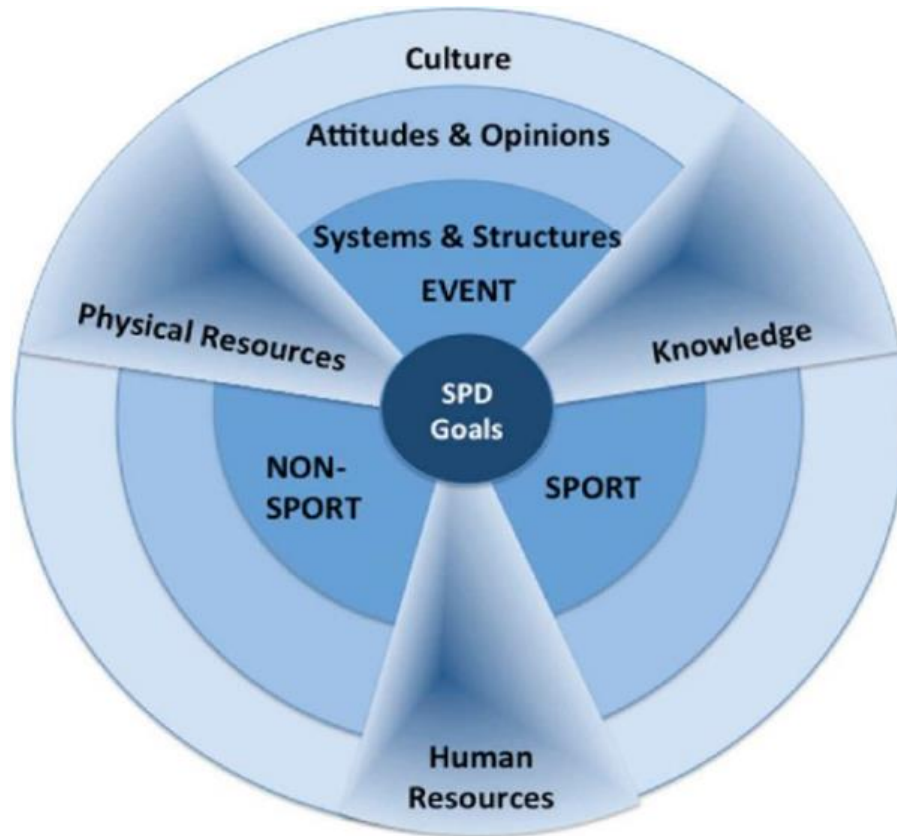 Culture
Attitudes & Opinions
Systems & Structures
EVENT
Physical Resources
Knowledge
SPD
Goals
NON-
SPORT
SPORT
Human
Resources